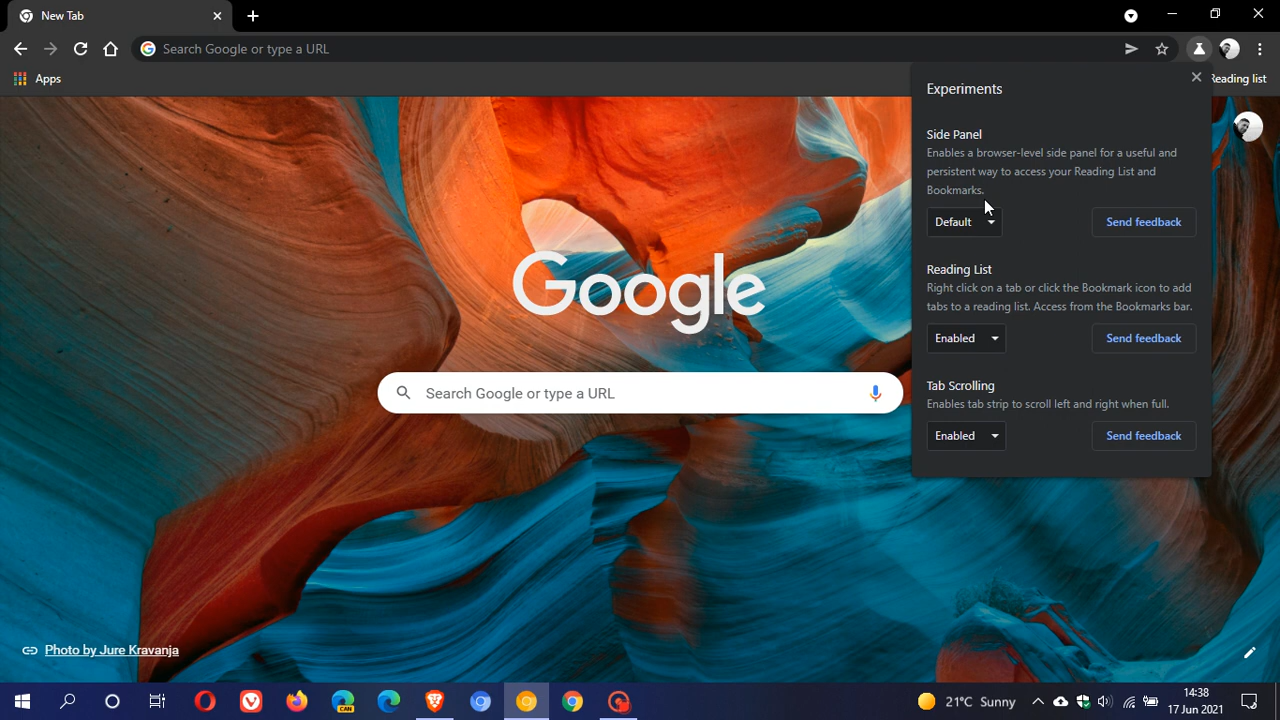 New Tab
Search Google or type a URL
Apps
Reading list
Experiments
Side Panel
Enables a browser-level side panel for a useful and
persistent way to access your Reading List and
Bookmarks.
Default
Send feedback
Reading List
Right click on a tab or click the Bookmark icon to add
tabs to a reading list. Access from the Bookmarks bar.
Enabled
Send feedback
Tab Scrolling
Enables tab strip to scroll left and right when full.
Enabled
Send feedback
Google
Search Google or type a URL
Photo by Jure Kravanja
CAN
21°C Sunny
14:38
17 Jun 2021